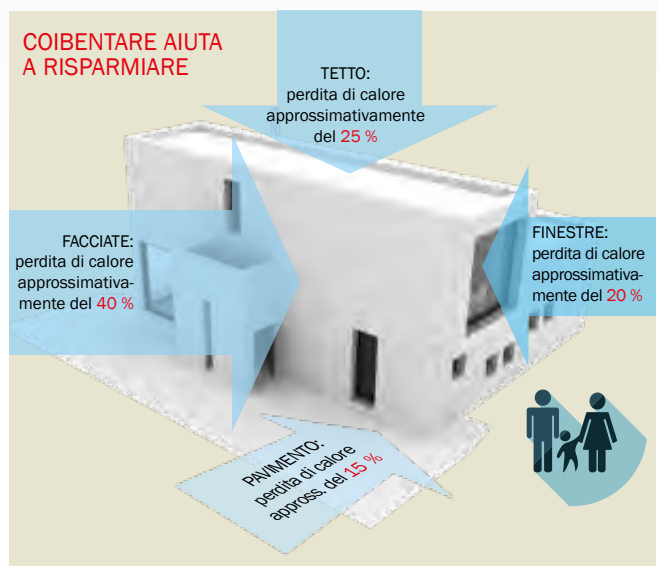 COIBENTARE AIUTA
A RISPARMIARE
TETTO:
perdita di calore
approssimativamente
del 25 %
FACCIATE:
perdita di calore
approssimativa-
mente del 40 %
FINESTRE:
perdita di calore
approssimativa-
mente del 20 %
PAVIMENTO:
perdita di calore
appross. del 15 %